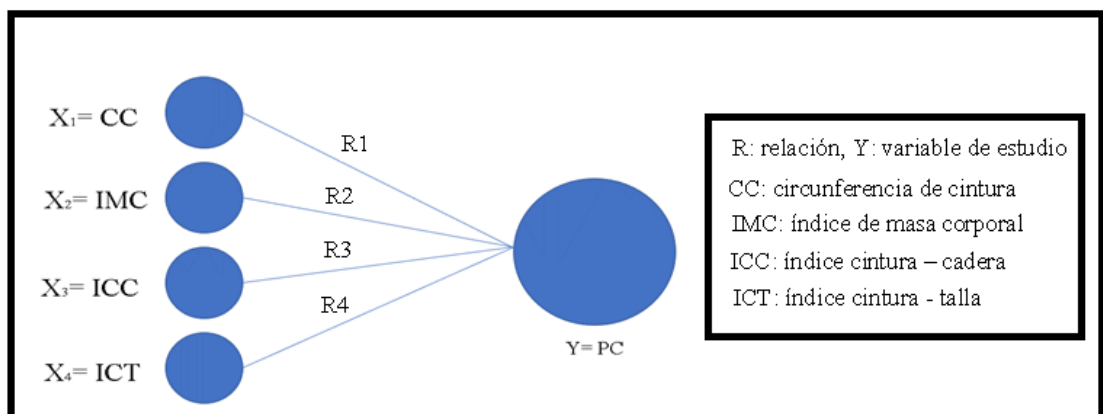 X₁= CC
X₂= IMC
X₃= ICC
X₄= ICT
R1
R2
R3
R4
Y= PC
R: relación, Y: variable de estudio
CC: circunferencia de cintura
IMC: índice de masa corporal
ICC: índice cintura – cadera
ICT: índice cintura - talla